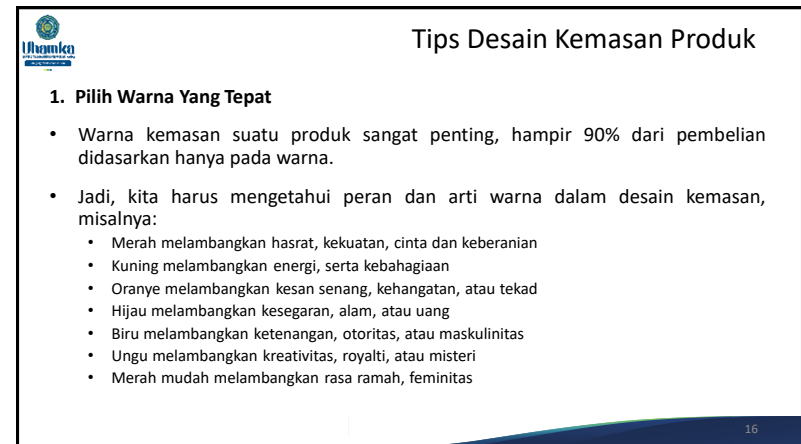 Uhamka
Tips Desain Kemasan Produk
1. Pilih Warna Yang Tepat
• Warna kemasan suatu produk sangat penting, hampir 90% dari pembelian
didasarkan hanya pada warna.
• Jadi, kita harus mengetahui peran dan arti warna dalam desain kemasan,
misalnya:
• Merah melambangkan hasrat, kekuatan, cinta dan keberanian
• Kuning melambangkan energi, serta kebahagiaan
• Oranye melambangkan kesan senang, kehangatan, atau tekad
• Hijau melambangkan kesegaran, alam, atau uang
• Biru melambangkan ketenangan, otoritas, atau maskulinitas
• Ungu melambangkan kreativitas, royalti, atau misteri
• Merah mudah melambangkan rasa ramah, feminitas
16